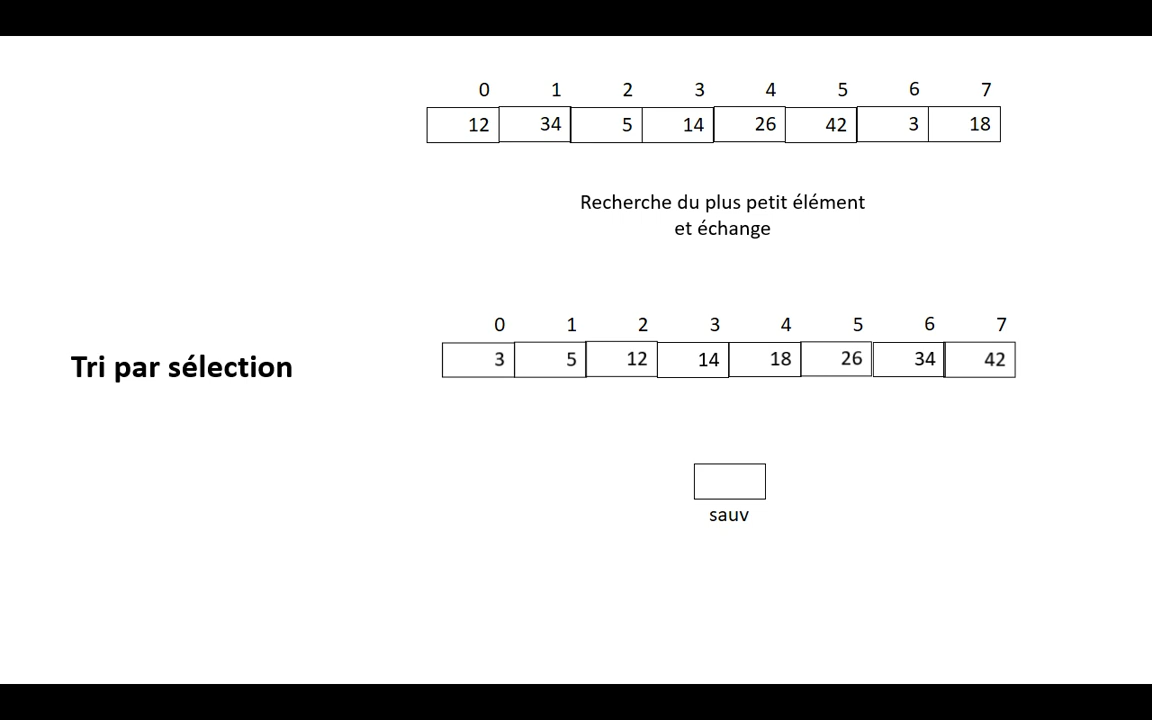 0 1 2 3 4 5 6 7
12 34 5 14 26 42 3 18
Recherche du plus petit élément
et échange
0 1 2 3 4 5 6 7
Tri par sélection
3 5 12 14 18 26 34 42
sauv